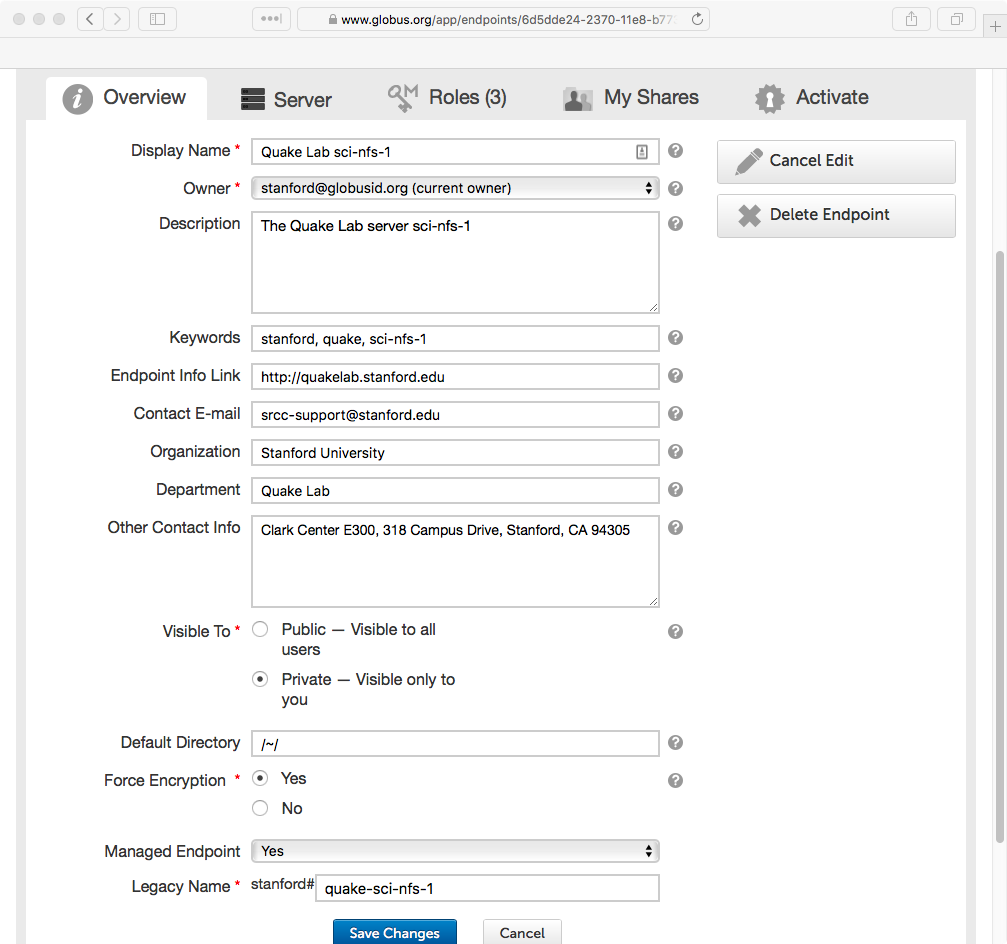 www.globus.org/app/endpoints/6d5dde24-2370-11e8-b77
Overview
Server
Roles (3)
My Shares
Activate
Display Name *
Quake Lab sci-nfs-1
Cancel Edit
Owner *
stanford@globusid.org (current owner)
Delete Endpoint
Description
The Quake Lab server sci-nfs-1
Keywords
stanford, quake, sci-nfs-1
Endpoint Info Link
http://quakelab.stanford.edu
Contact E-mail
srcc-support@stanford.edu
Organization
Stanford University
Department
Quake Lab
Other Contact Info
Clark Center E300, 318 Campus Drive, Stanford, CA 94305
Visible To *
Public — Visible to all
users
Private — Visible only to
you
Default Directory
/~/
Force Encryption *
Yes
No
Managed Endpoint
Yes
Legacy Name *
stanford#
quake-sci-nfs-1
Save Changes
Cancel